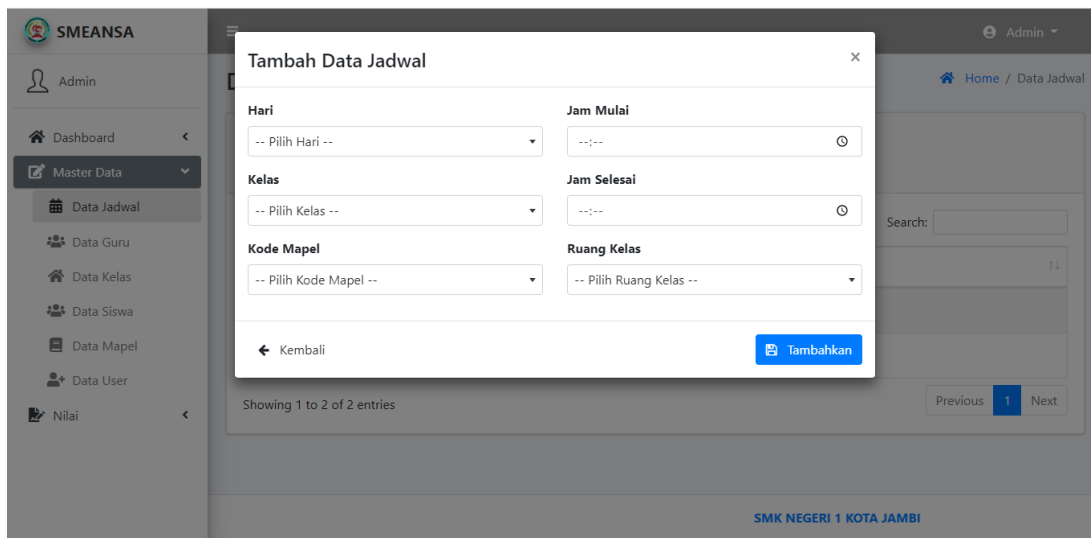 SMEANSA
Admin
Admin
Home / Data Jadwal
Dashboard
Master Data
Data Jadwal
Data Guru
Data Kelas
Data Siswa
Data Mapel
Data User
Nilai
Tambah Data Jadwal ×
Hari
-- Pilih Hari --
Jam Mulai
--:--
Kelas
-- Pilih Kelas --
Jam Selesai
--:--
Kode Mapel
-- Pilih Kode Mapel --
Ruang Kelas
-- Pilih Ruang Kelas --
Kembali
Tambahkan
Search:
Showing 1 to 2 of 2 entries
Previous 1 Next
SMK NEGERI 1 KOTA JAMBI